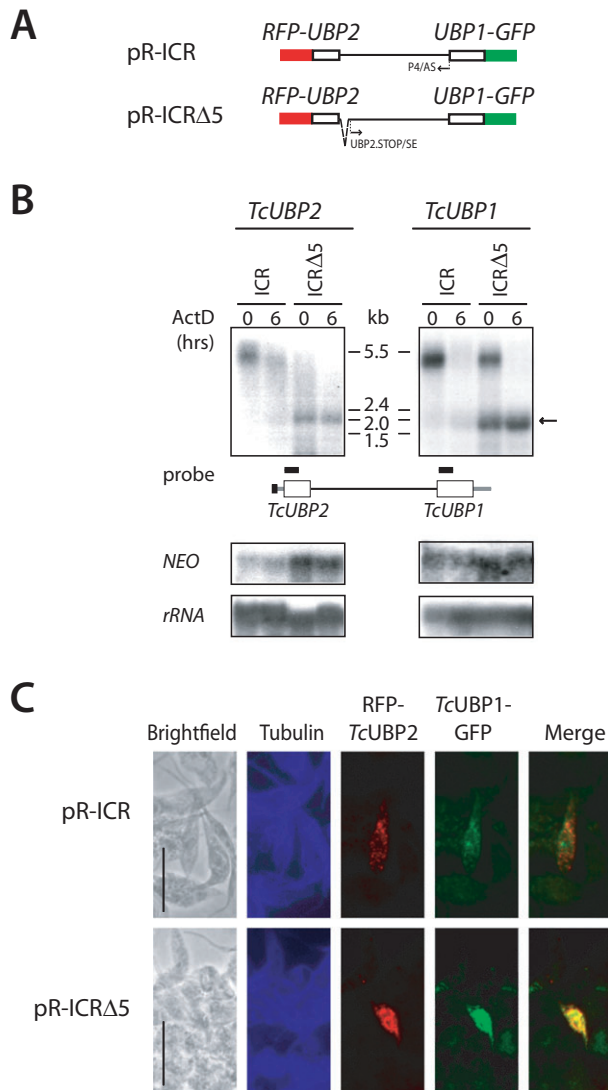 A
RFP-UBP2 UBP1-GFP
pR-ICR
P4/AS
RFP-UBP2 UBP1-GFP
pR-ICRΔ5
UBP2.STOP/SE
B
TcUBP2 TcUBP1
ICR ICRΔ5 ICR ICRΔ5
ActD (hrs) 0 6 0 6 kb 0 6 0 6
5.5
2.4
2.0
1.5
probe
TcUBP2 TcUBP1
NEO
rRNA
C
Brightfield Tubulin RFP-TcUBP2 TcUBP1-GFP Merge
pR-ICR
pR-ICRΔ5